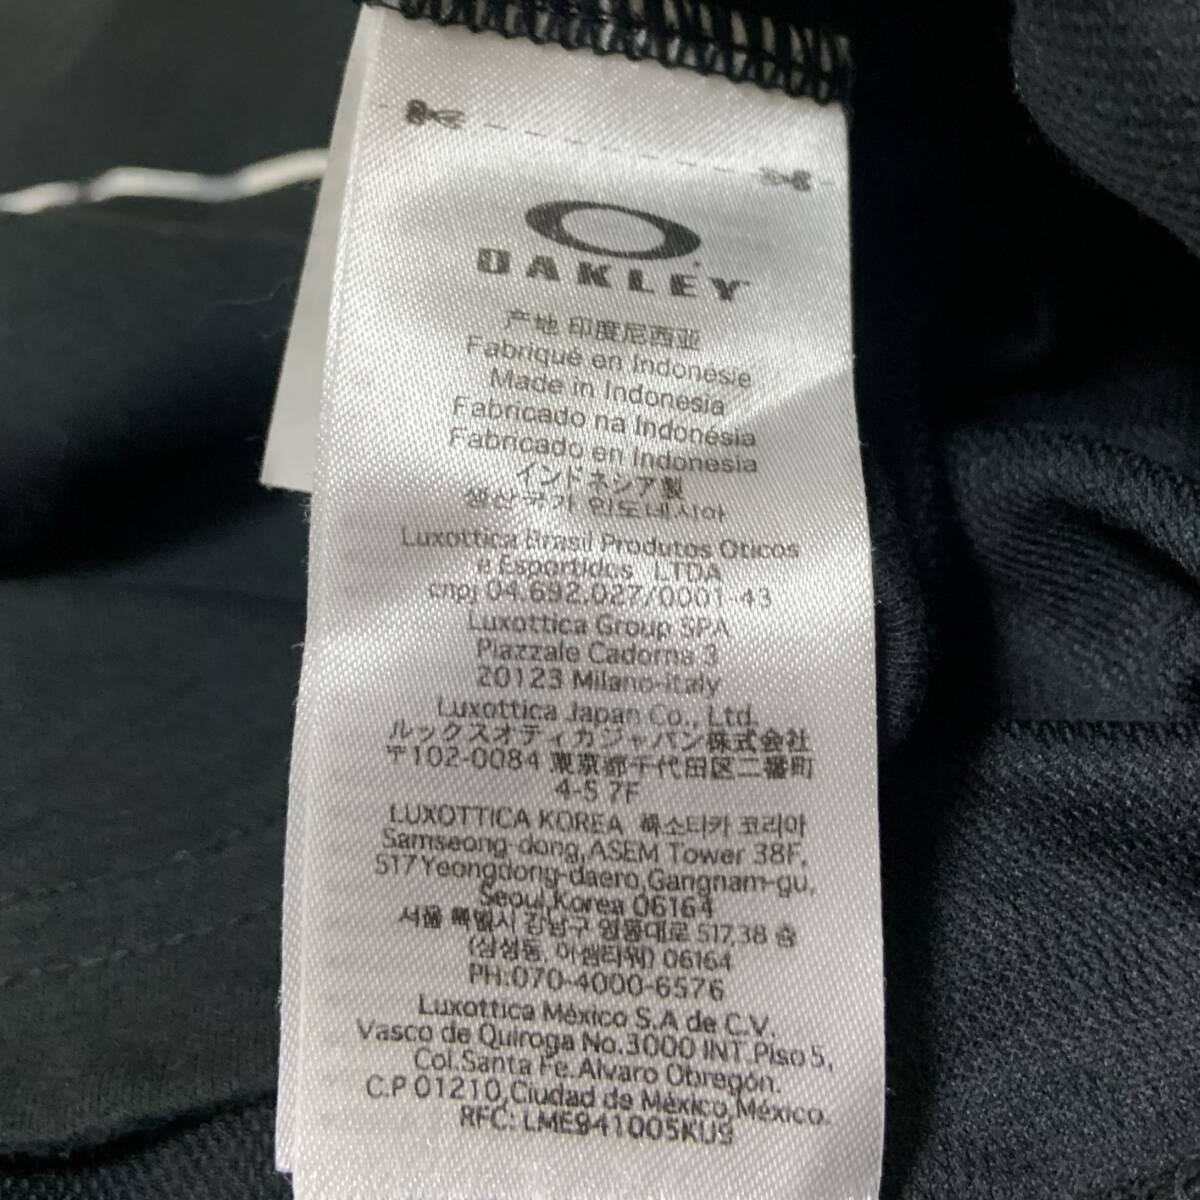 OAKLEY
产地 印度尼西亚
Fabriqué en Indonésie
Made in Indonesia
Fabricado na Indonésia
Fabricado en Indonesia
インドネシア製
생산국가 인도네시아
Luxottica Brasil Produtos Oticos
e Esportidos LTDA
cnpj 04.692.027/0001-43
Luxottica Group SPA
Piazzale Cadorna 3
20123 Milano-italy
Luxottica Japan Co., Ltd.
ルックスオティカジャパン株式会社
〒102-0084 東京都千代田区二番町
4-5 7F
LUXOTTICA KOREA 룩소티카 코리아
Samseong-dong,ASEM Tower 38F,
517 Yeongdong-daero,Gangnam-gu,
Seoul,Korea 06164
서울 특별시 강남구 영동대로 517,38 층
(삼성동, 아셈타워) 06164
PH:070-4000-6576
Luxottica México S.A de C.V.
Vasco de Quiroga No.3000 INT.Piso 5,
Col.Santa Fe.Alvaro Obregón.
C.P 01210,Ciudad de México,México.
RFC: LME941005KU9